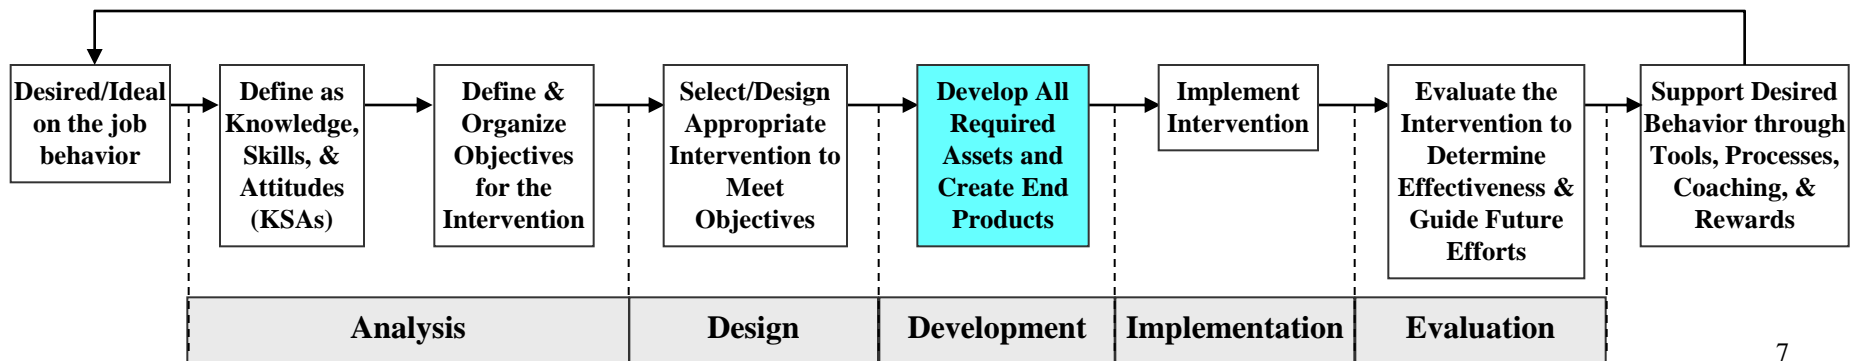 Desired/Ideal
on the job
behavior
Define as
Knowledge,
Skills, &
Attitudes
(KSAs)
Define &
Organize
Objectives
for the
Intervention
Select/Design
Appropriate
Intervention to
Meet
Objectives
Develop All
Required
Assets and
Create End
Products
Implement
Intervention
Evaluate the
Intervention to
Determine
Effectiveness &
Guide Future
Efforts
Support Desired
Behavior through
Tools, Processes,
Coaching, &
Rewards
Analysis
Design
Development
Implementation
Evaluation
7